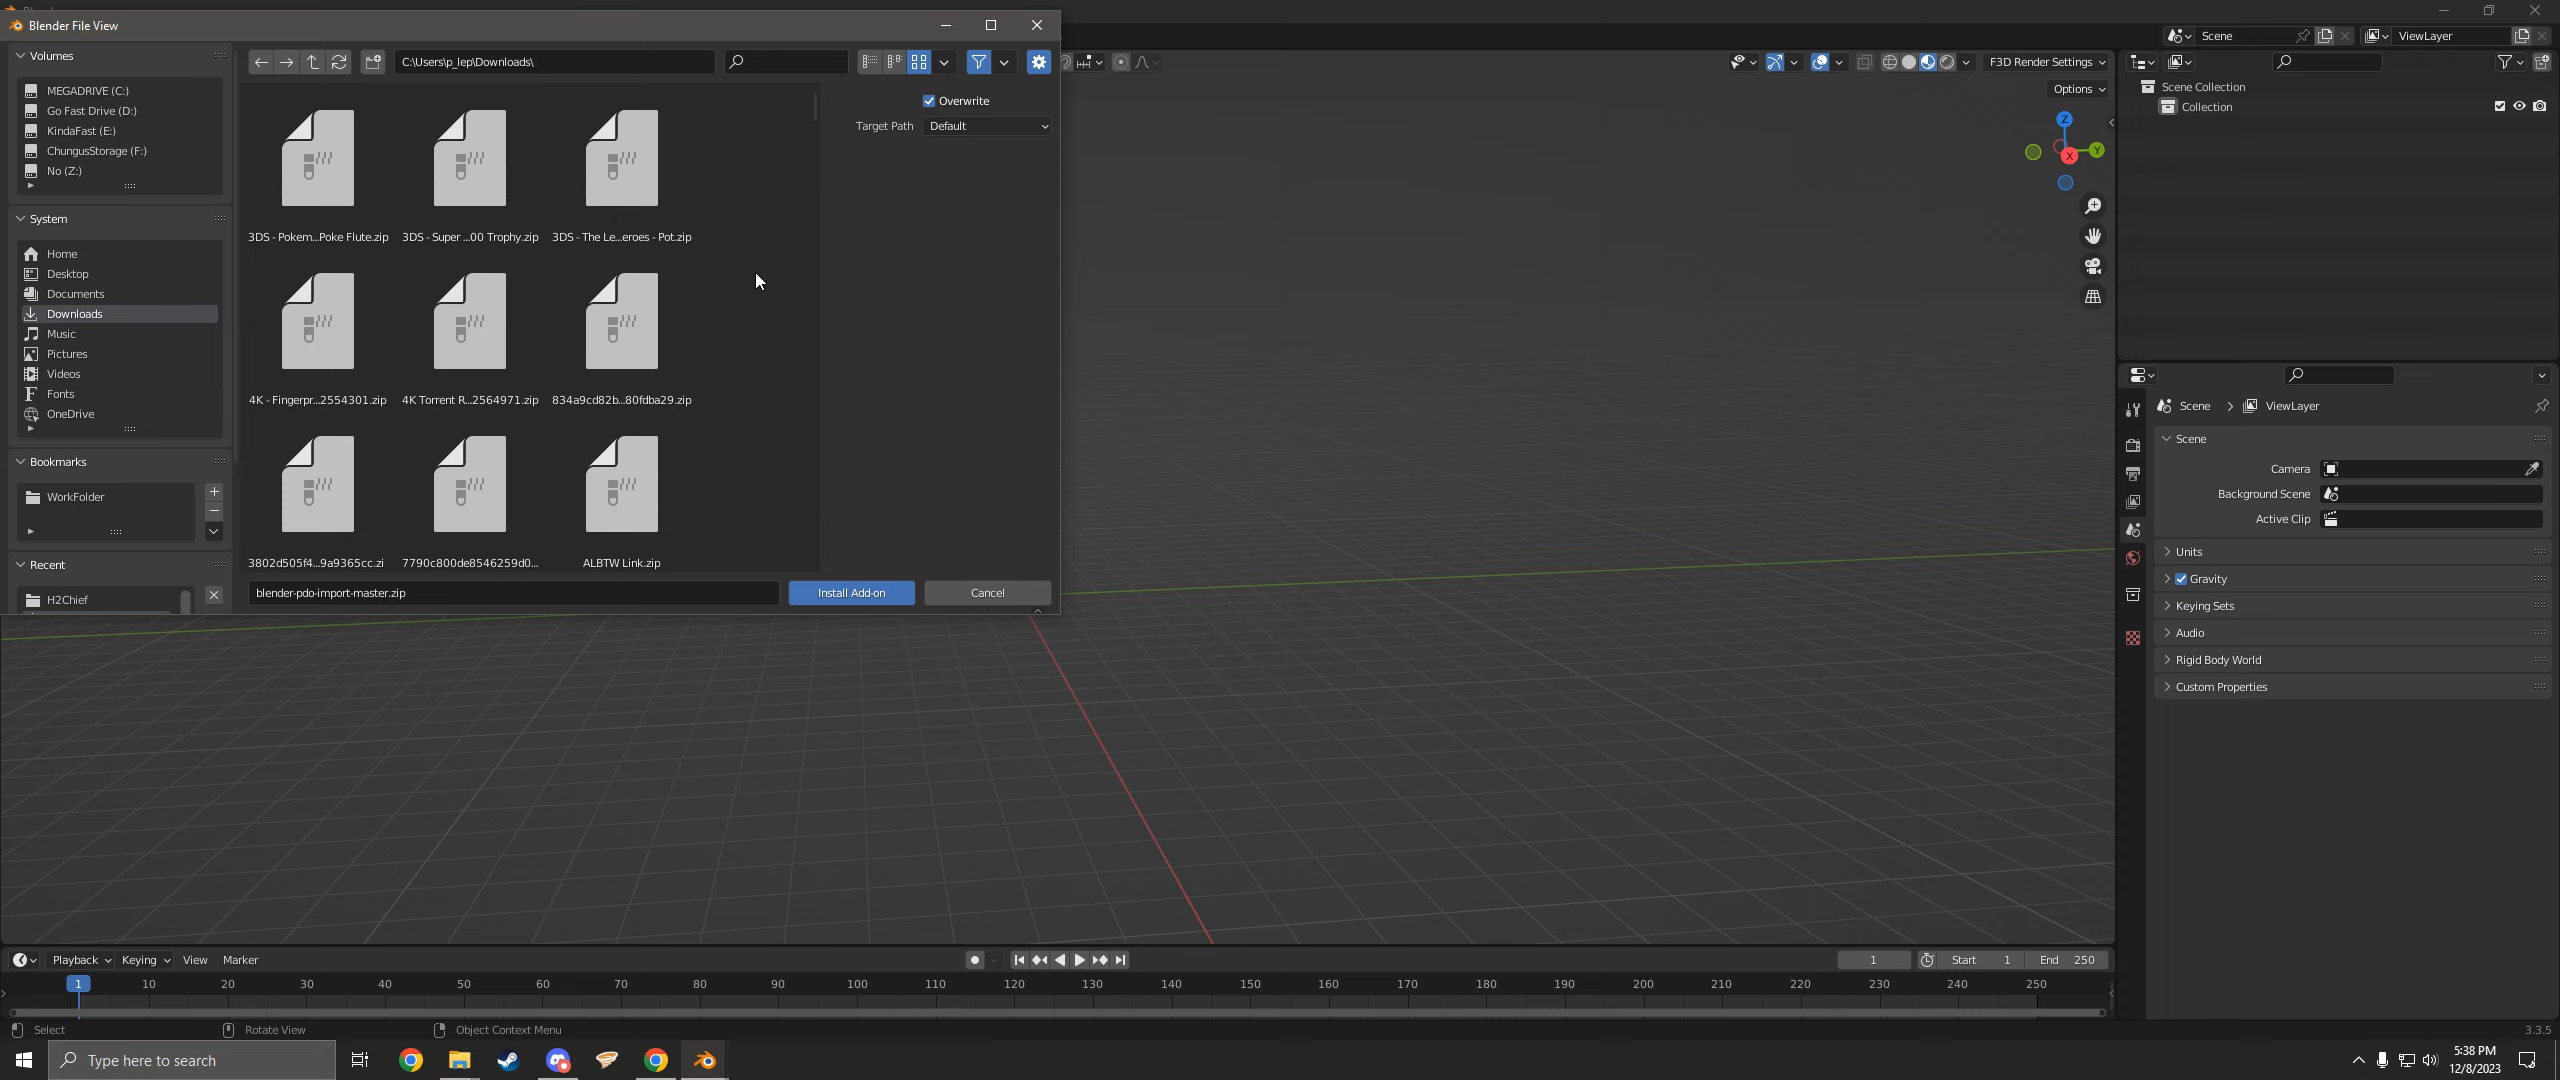 Blender File View
Volumes
MEGADRIVE (C:)
Go Fast Drive (D:)
KindaFast (E:)
ChungusStorage (F:)
No (Z:)
System
Home
Desktop
Documents
Downloads
Music
Pictures
Videos
Fonts
OneDrive
Bookmarks
WorkFolder
Recent
H2Chief
C:\Users\p_lep\Downloads\
3DS - Pokem...Poke Flute.zip
3DS - Super ...00 Trophy.zip
3DS - The Le...eroes - Pot.zip
4K - Fingerpr...2554301.zip
4K Torrent R...2564971.zip
834a9cd82b...80fdba29.zip
3802d505f4...9a9365cc.zi
7790c800de8546259d0...
ALBTW Link.zip
Overwrite
Target Path Default
blender-pdo-import-master.zip
Install Add-on
Cancel
Scene
ViewLayer
F3D Render Settings
Options
Z
Y
X
Scene Collection
Collection
Scene
ViewLayer
Scene
Camera
Background Scene
Active Clip
Units
Gravity
Keying Sets
Audio
Rigid Body World
Custom Properties
Playback
Keying
View
Marker
1
Start 1
End 250
1 10 20 30 40 50 60 70 80 90 100 110 120 130 140 150 160 170 180 190 200 210 220 230 240 250
Select
Rotate View
Object Context Menu
3.3.5
Type here to search
5:38 PM
12/8/2023